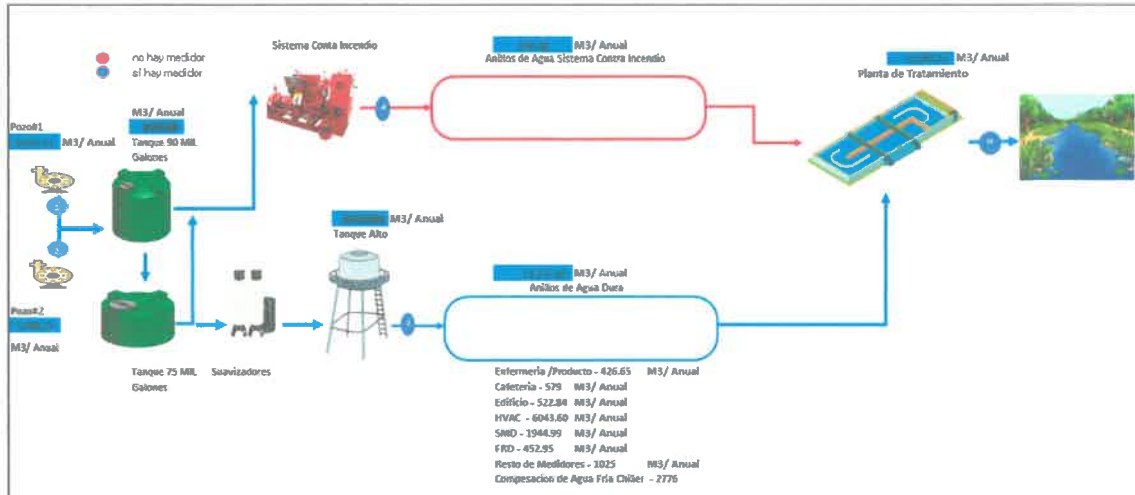 no hay medidor
sí hay medidor
Sistema Conta Incendio
M3/ Anual
Anillos de Agua Sistema Contra Incendio
M3/ Anual
Planta de Tratamiento
M3/ Anual
Tanque 90 MIL
Galones
Pozo#1
M3/ Anual
M3/ Anual
Tanque Alto
M3/ Anual
Anillos de Agua Dura
Pozo#2
M3/ Anual
Tanque 75 MIL
Galones
Suavizadores
Enfermeria /Producto - 426.65 M3/ Anual
Cafeteria - 579 M3/ Anual
Edificio - 522.84 M3/ Anual
HVAC - 6043.60 M3/ Anual
SMD - 1944.99 M3/ Anual
FRD - 452.95 M3/ Anual
Resto de Medidores - 1025 M3/ Anual
Compesacion de Agua Fria Chiller - 2776